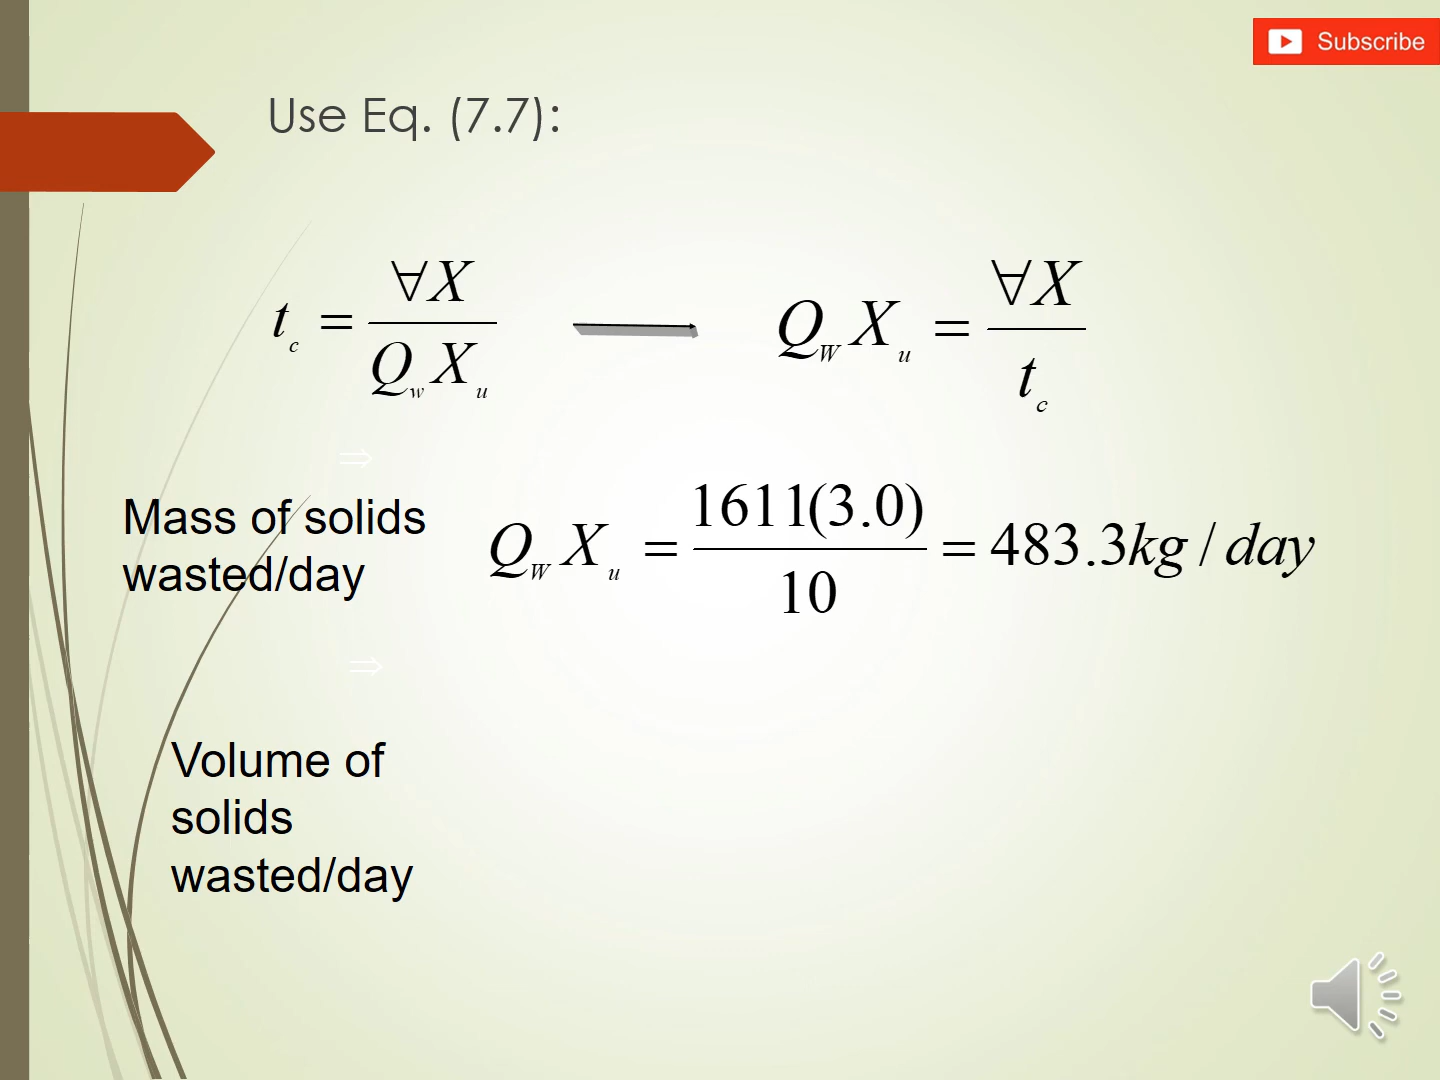 Subscribe
Use Eq. (7.7):
t_c = ∀X / Q_w X_u
Q_W X_u = ∀X / t_c
⇒
Mass of solids
wasted/day
Q_W X_u = 1611(3.0) / 10 = 483.3kg / day
⇒
Volume of
solids
wasted/day